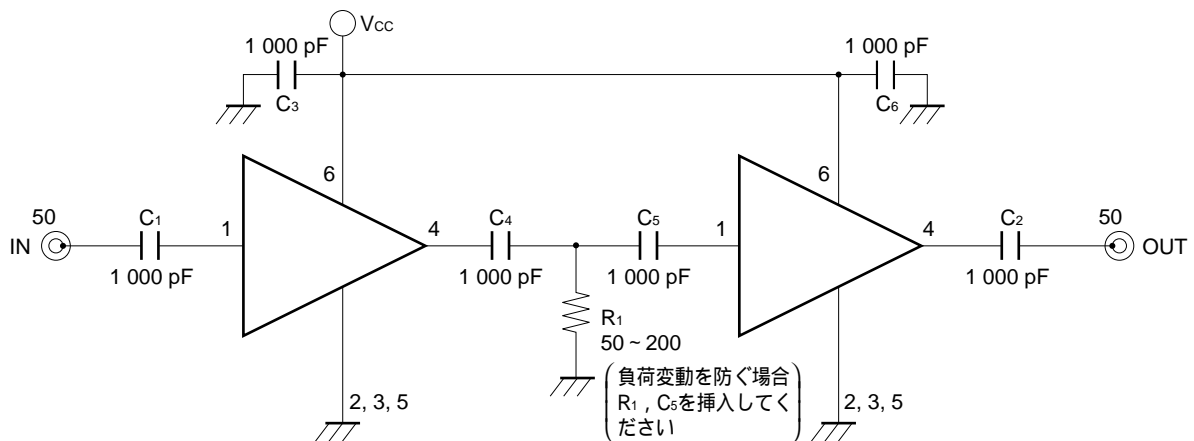 VCC
1 000 pF
C3
1 000 pF
C6
6
6
50
IN
C1
1 000 pF
1
4
C4
1 000 pF
C5
1 000 pF
1
4
C2
1 000 pF
50
OUT
R1
50 ~ 200
負荷変動を防ぐ場合
R1 , C5を挿入してく
ださい
2, 3, 5
2, 3, 5